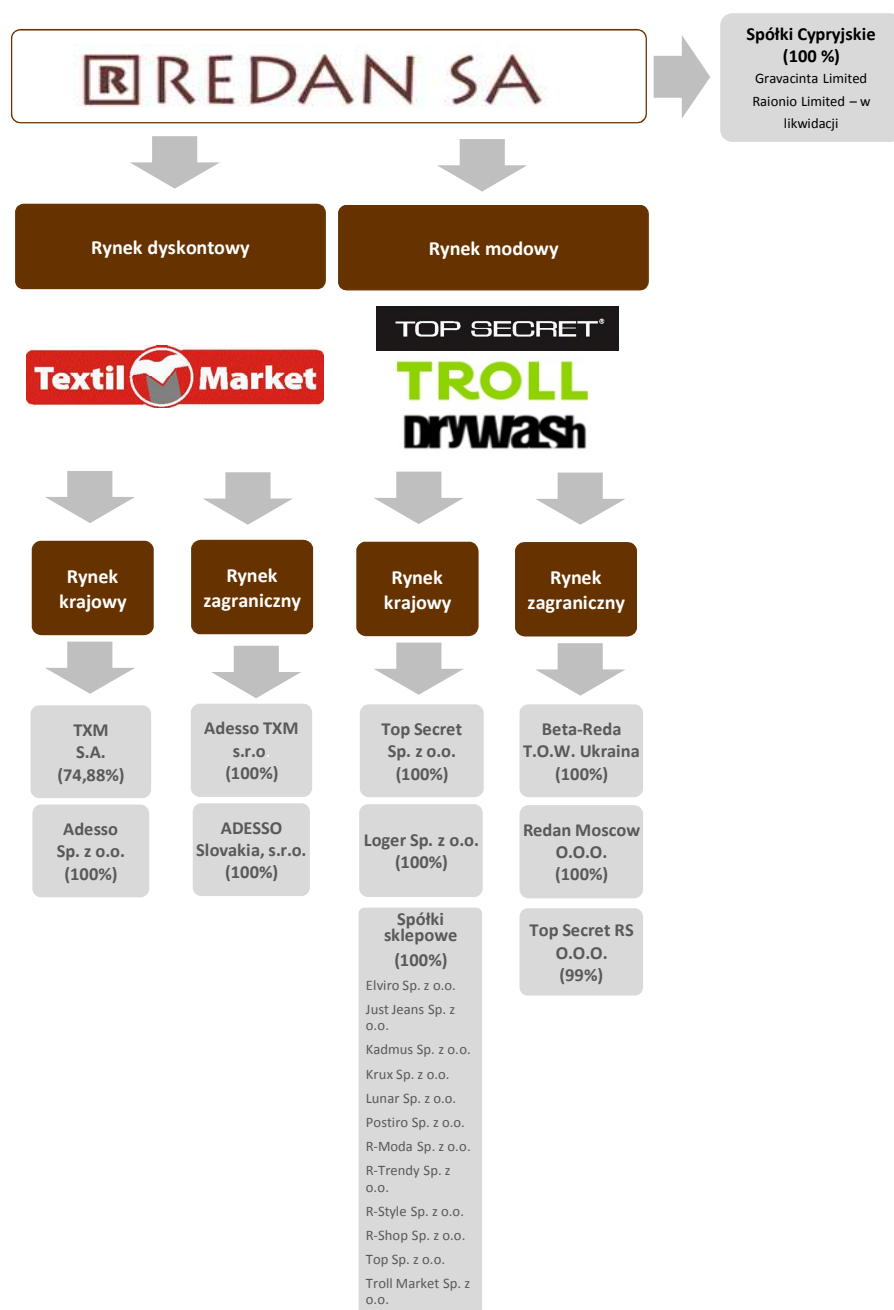 R REDAN SA
Spółki Cypryjskie
(100 %)
Gravacinta Limited
Raionio Limited – w
likwidacji
Rynek dyskontowy
Rynek modowy
Textil Market
TOP SECRET®
TROLL
DRYWASH
Rynek
krajowy
Rynek
zagraniczny
Rynek
krajowy
Rynek
zagraniczny
TXM
S.A.
(74,88%)
Adesso TXM
s.r.o.
(100%)
Top Secret
Sp. z o.o.
(100%)
Beta-Reda
T.O.W. Ukraina
(100%)
Adesso
Sp. z o.o.
(100%)
ADESSO
Slovakia, s.r.o.
(100%)
Loger Sp. z o.o.
(100%)
Redan Moscow
O.O.O.
(100%)
Spółki
sklepowe
(100%)
Elviro Sp. z o.o.
Just Jeans Sp. z
o.o.
Kadmus Sp. z o.o.
Krux Sp. z o.o.
Lunar Sp. z o.o.
Postiro Sp. z o.o.
R-Moda Sp. z o.o.
R-Trendy Sp. z
o.o.
R-Style Sp. z o.o.
R-Shop Sp. z o.o.
Top Sp. z o.o.
Troll Market Sp. z
o.o.
Top Secret RS
O.O.O.
(99%)